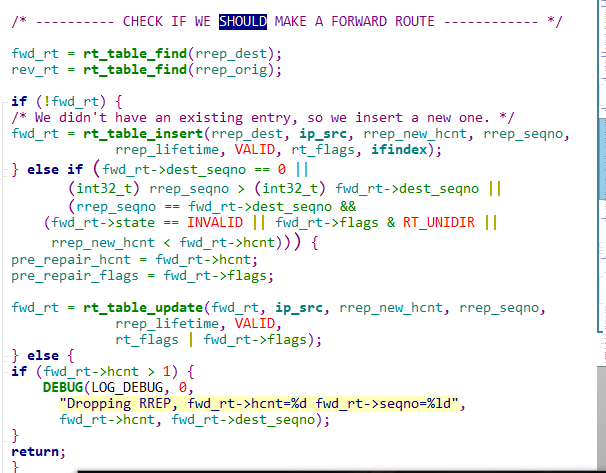 /* ---------- CHECK IF WE SHOULD MAKE A FORWARD ROUTE ------------ */
fwd_rt = rt_table_find(rrep_dest);
rev_rt = rt_table_find(rrep_orig);
if (!fwd_rt) {
/* We didn't have an existing entry, so we insert a new one. */
fwd_rt = rt_table_insert(rrep_dest, ip_src, rrep_new_hcnt, rrep_seqno,
rrep_lifetime, VALID, rt_flags, ifindex);
} else if (fwd_rt->dest_seqno == 0 ||
(int32_t) rrep_seqno > (int32_t) fwd_rt->dest_seqno ||
(rrep_seqno == fwd_rt->dest_seqno &&
(fwd_rt->state == INVALID || fwd_rt->flags & RT_UNIDIR ||
rrep_new_hcnt < fwd_rt->hcnt))) {
pre_repair_hcnt = fwd_rt->hcnt;
pre_repair_flags = fwd_rt->flags;
fwd_rt = rt_table_update(fwd_rt, ip_src, rrep_new_hcnt, rrep_seqno,
rrep_lifetime, VALID,
rt_flags | fwd_rt->flags);
} else {
if (fwd_rt->hcnt > 1) {
DEBUG(LOG_DEBUG, 0,
"Dropping RREP, fwd_rt->hcnt=%d fwd_rt->seqno=%ld",
fwd_rt->hcnt, fwd_rt->dest_seqno);
}
return;
}